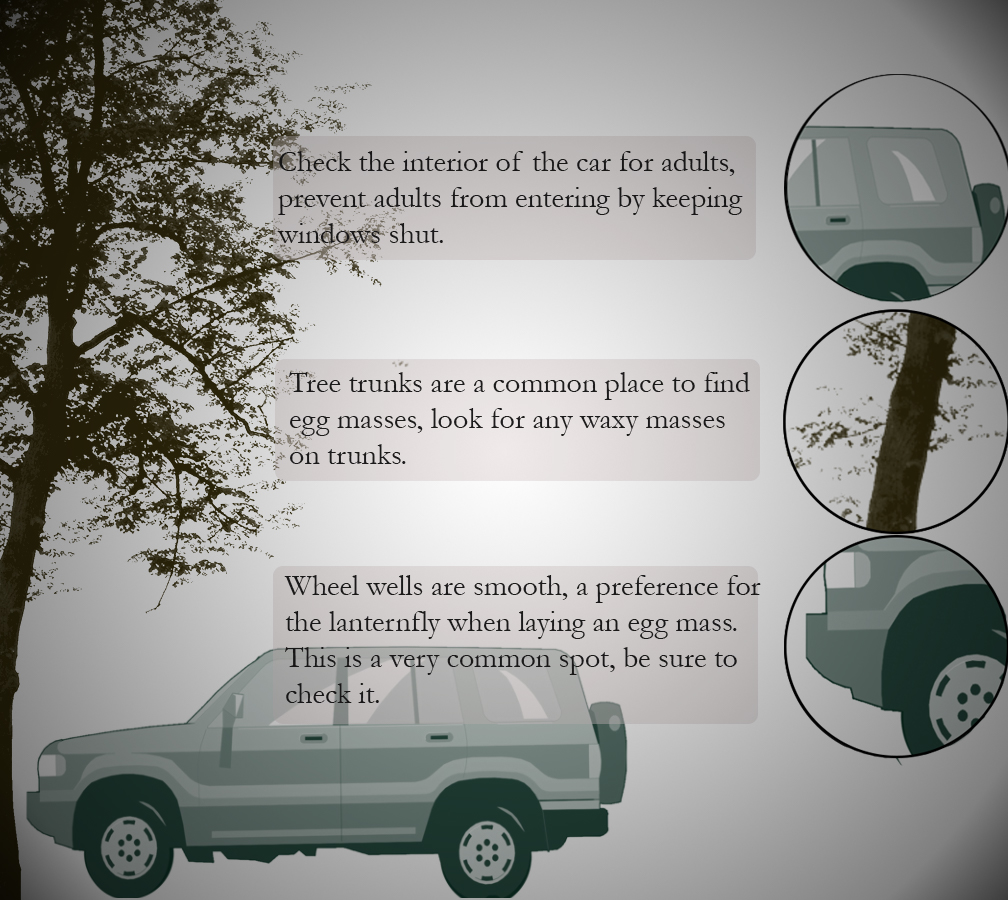 Check the interior of the car for adults,
prevent adults from entering by keeping
windows shut.
Tree trunks are a common place to find
egg masses, look for any waxy masses
on trunks.
Wheel wells are smooth, a preference for
the lanternfly when laying an egg mass.
This is a very common spot, be sure to
check it.